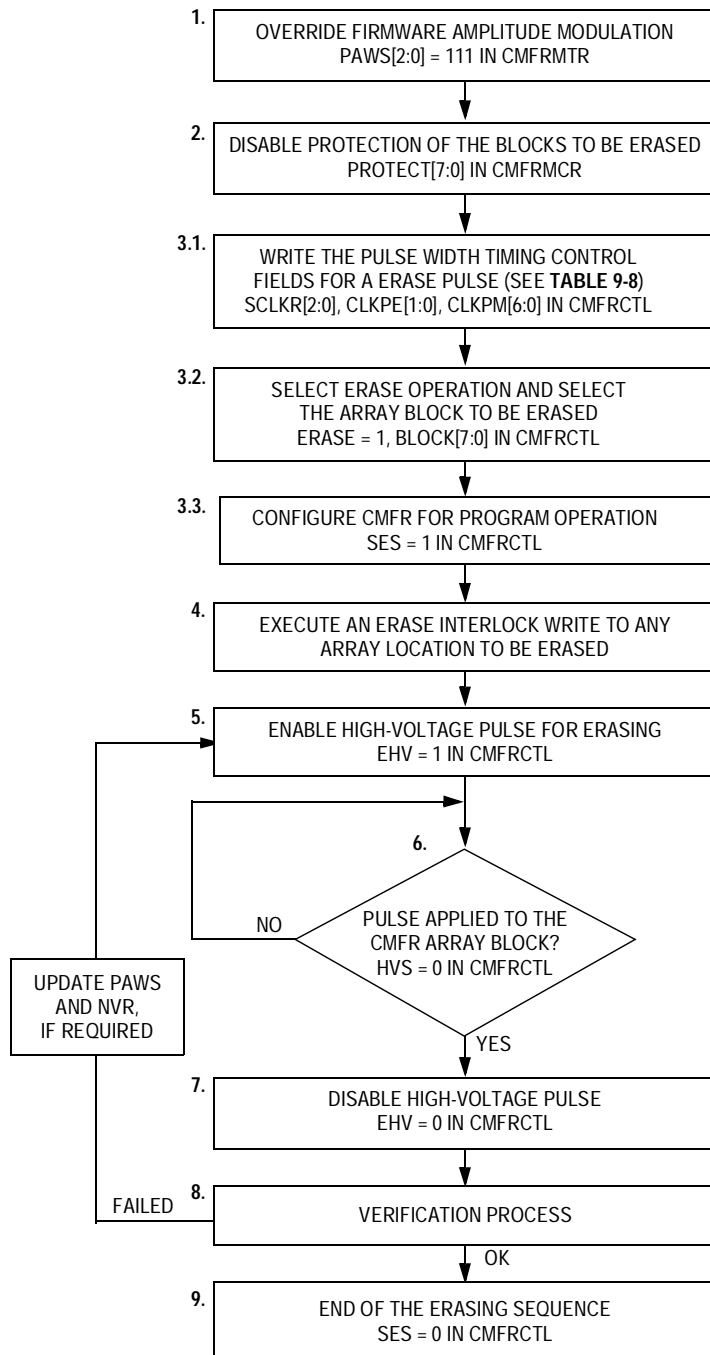 1.
OVERRIDE FIRMWARE AMPLITUDE MODULATION
PAWS[2:0] = 111 IN CMFRMTR
2.
DISABLE PROTECTION OF THE BLOCKS TO BE ERASED
PROTECT[7:0] IN CMFRMCR
3.1.
WRITE THE PULSE WIDTH TIMING CONTROL
FIELDS FOR A ERASE PULSE (SEE TABLE 9-8)
SCLKR[2:0], CLKPE[1:0], CLKPM[6:0] IN CMFRCTL
3.2.
SELECT ERASE OPERATION AND SELECT
THE ARRAY BLOCK TO BE ERASED
ERASE = 1, BLOCK[7:0] IN CMFRCTL
3.3.
CONFIGURE CMFR FOR PROGRAM OPERATION
SES = 1 IN CMFRCTL
4.
EXECUTE AN ERASE INTERLOCK WRITE TO ANY
ARRAY LOCATION TO BE ERASED
5.
ENABLE HIGH-VOLTAGE PULSE FOR ERASING
EHV = 1 IN CMFRCTL
6.
PULSE APPLIED TO THE
CMFR ARRAY BLOCK?
HVS = 0 IN CMFRCTL
NO
YES
UPDATE PAWS
AND NVR,
IF REQUIRED
7.
DISABLE HIGH-VOLTAGE PULSE
EHV = 0 IN CMFRCTL
8.
VERIFICATION PROCESS
FAILED
OK
9.
END OF THE ERASING SEQUENCE
SES = 0 IN CMFRCTL